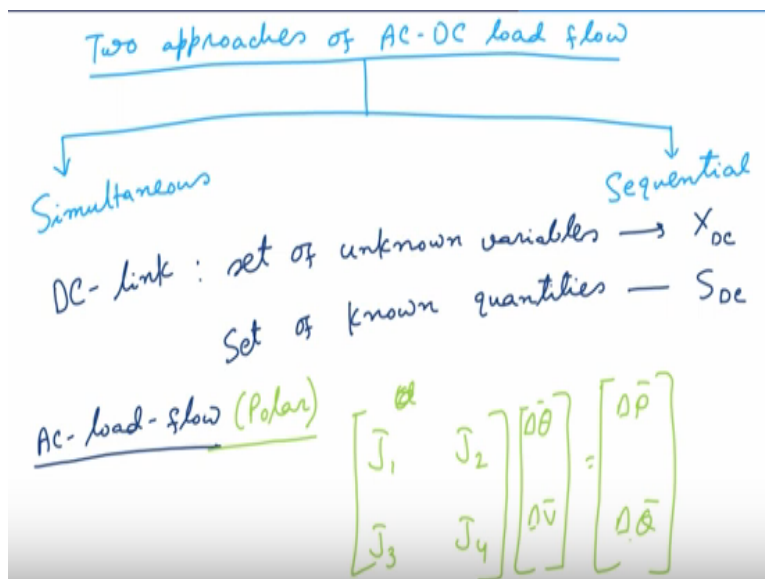 Two approaches of AC-DC load flow
Simultaneous Sequential
DC-link : set of unknown variables → X_DC
Set of known quantities — S_DC
AC-load-flow (Polar)
[J̄₁ J̄₂] [Δθ̄] = [ΔP̄]
[J̄₃ J̄₄] [ΔV̄] [ΔQ̄]